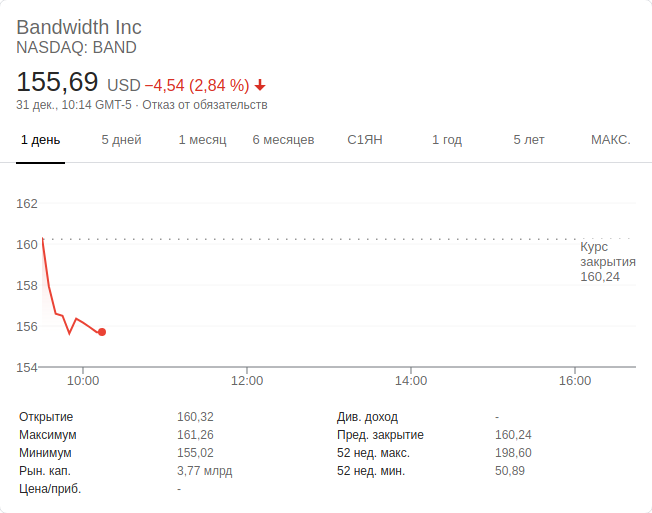 Bandwidth Inc
NASDAQ: BAND
155,69 USD −4,54 (2,84 %)
31 дек., 10:14 GMT-5 · Отказ от обязательств
1 день 5 дней 1 месяц 6 месяцев С1ЯН 1 год 5 лет МАКС.
162
160
158
156
154
Курс
закрытия
160,24
10:00 12:00 14:00 16:00
Открытие 160,32 Див. доход -
Максимум 161,26 Пред. закрытие 160,24
Минимум 155,02 52 нед. макс. 198,60
Рын. кап. 3,77 млрд 52 нед. мин. 50,89
Цена/приб. -